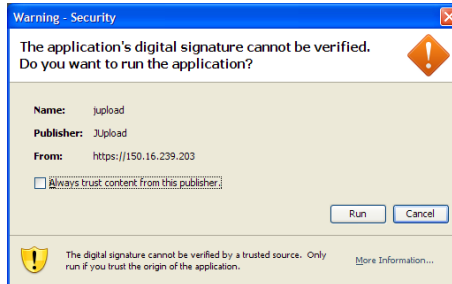 Warning - Security
The application's digital signature cannot be verified.
Do you want to run the application?
Name: jupload
Publisher: JUpload
From: https://150.16.239.203
Always trust content from this publisher.
Run Cancel
The digital signature cannot be verified by a trusted source. Only
run if you trust the origin of the application.
More Information...